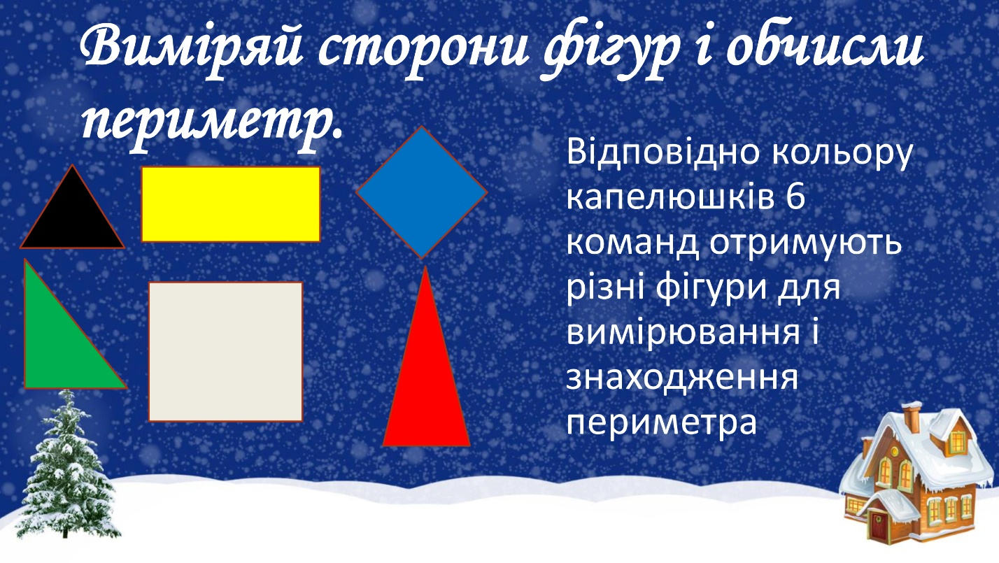 Виміряй сторони фігур і обчисли
периметр.
Відповідно кольору
капелюшків 6
команд отримують
різні фігури для
вимірювання і
знаходження
периметра